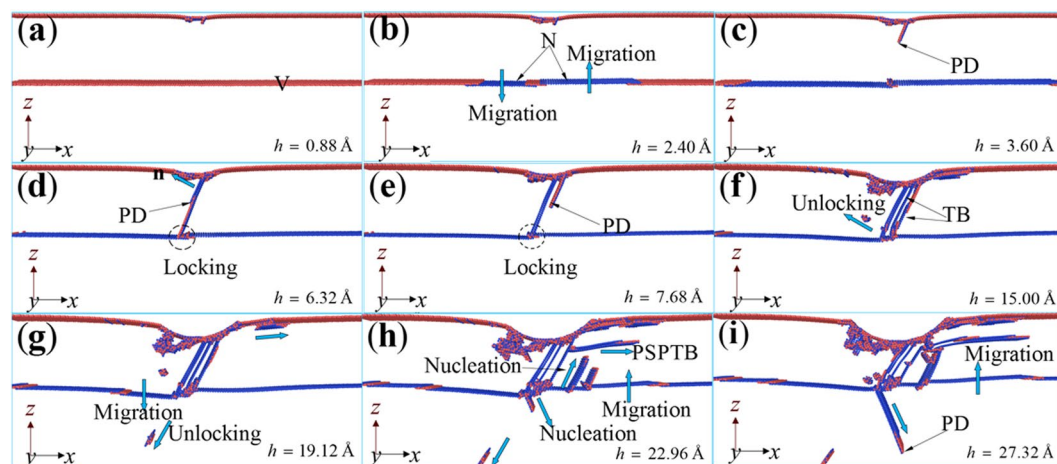 (a)
V
z
y x
h = 0.88 Å
(b)
N
Migration
Migration
z
y x
h = 2.40 Å
(c)
PD
z
y x
h = 3.60 Å
(d)
n
PD
Locking
z
y x
h = 6.32 Å
(e)
PD
Locking
z
y x
h = 7.68 Å
(f)
Unlocking
TB
z
y x
h = 15.00 Å
(g)
Migration
Unlocking
z
y x
h = 19.12 Å
(h)
Nucleation
PSPTB
Migration
Nucleation
z
y x
h = 22.96 Å
(i)
Migration
PD
z
y x
h = 27.32 Å